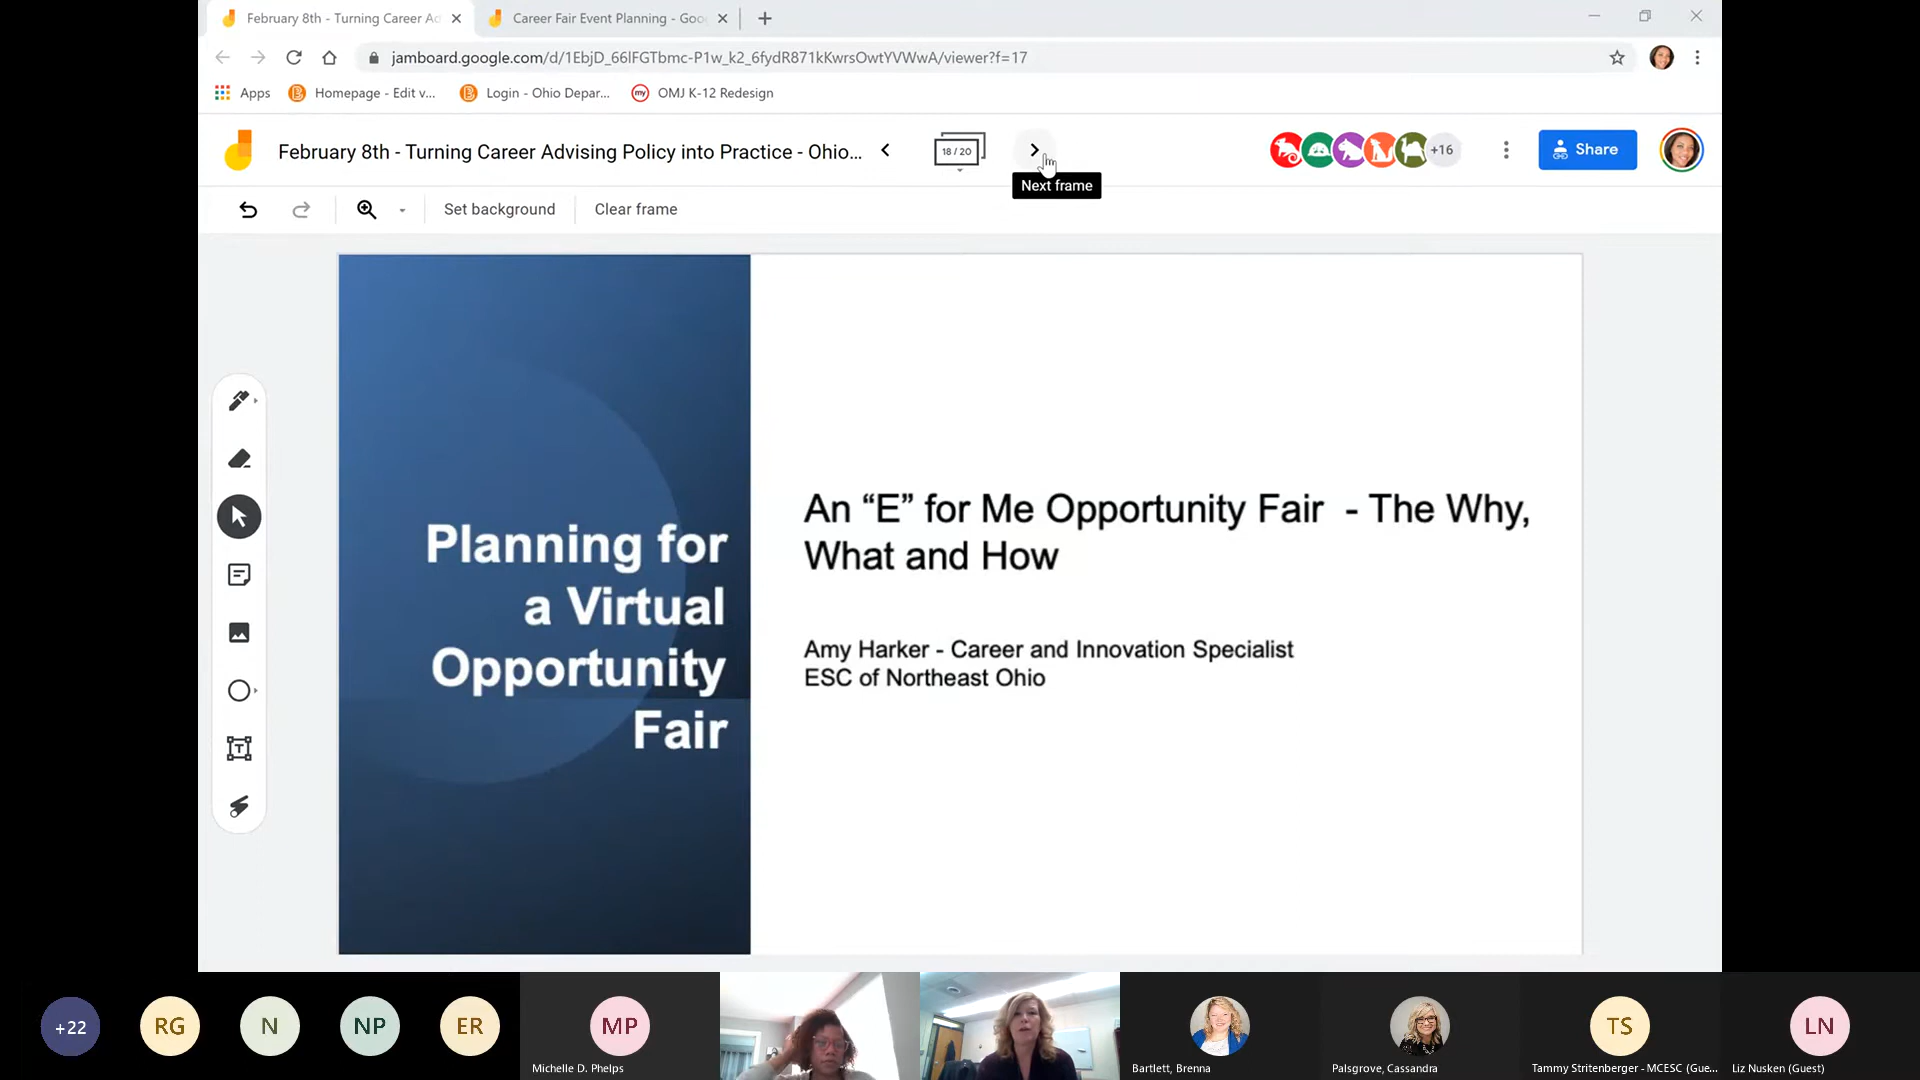 February 8th - Turning Career Ad
Career Fair Event Planning - Goo
jamboard.google.com/d/1EbjD_66lFGTbmc-P1w_k2_6fydR871kKwrsOwtYVWwA/viewer?f=17
Apps
Homepage - Edit v...
Login - Ohio Depar...
my
OMJ K-12 Redesign
February 8th - Turning Career Advising Policy into Practice - Ohio...
18 / 20
+16
Share
Next frame
Set background
Clear frame
Planning for
a Virtual
Opportunity
Fair
An “E” for Me Opportunity Fair - The Why,
What and How
Amy Harker - Career and Innovation Specialist
ESC of Northeast Ohio
+22
RG
N
NP
ER
MP
TS
LN
Michelle D. Phelps
Bartlett, Brenna
Palsgrove, Cassandra
Tammy Stritenberger - MCESC (Gue...
Liz Nusken (Guest)